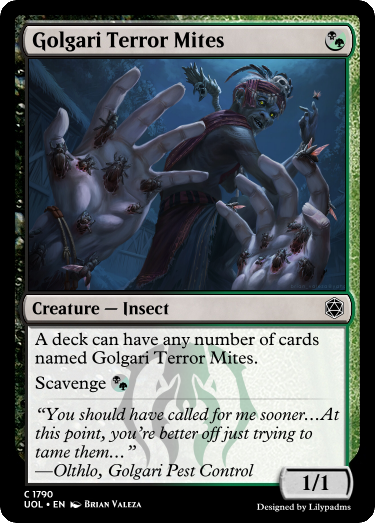 Golgari Terror Mites
Creature — Insect
A deck can have any number of cards
named Golgari Terror Mites.
Scavenge
“You should have called for me sooner…At
this point, you’re better off just trying to
tame them…”
—Olthlo, Golgari Pest Control
1/1
C 1790
UOL • EN Brian Valeza
Designed by Lilypadms